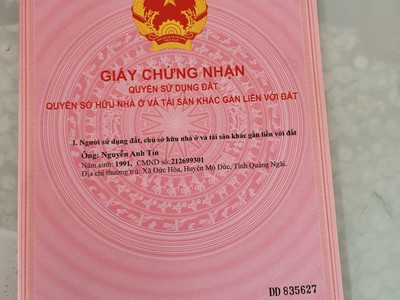 GIẤY CHỨNG NHẬN
QUYỀN SỬ DỤNG ĐẤT
QUYỀN SỞ HỮU NHÀ Ở VÀ TÀI SẢN KHÁC GẮN LIỀN VỚI ĐẤT
I. Người sử dụng đất, chủ sở hữu nhà ở và tài sản khác gắn liền với đất
Ông: Nguyễn Anh Tín
Năm sinh: 1991, CMND số: 212699301
Địa chỉ thường trú: Xã Đức Hòa, Huyện Mộ Đức, Tỉnh Quảng Ngãi.
DD 835627